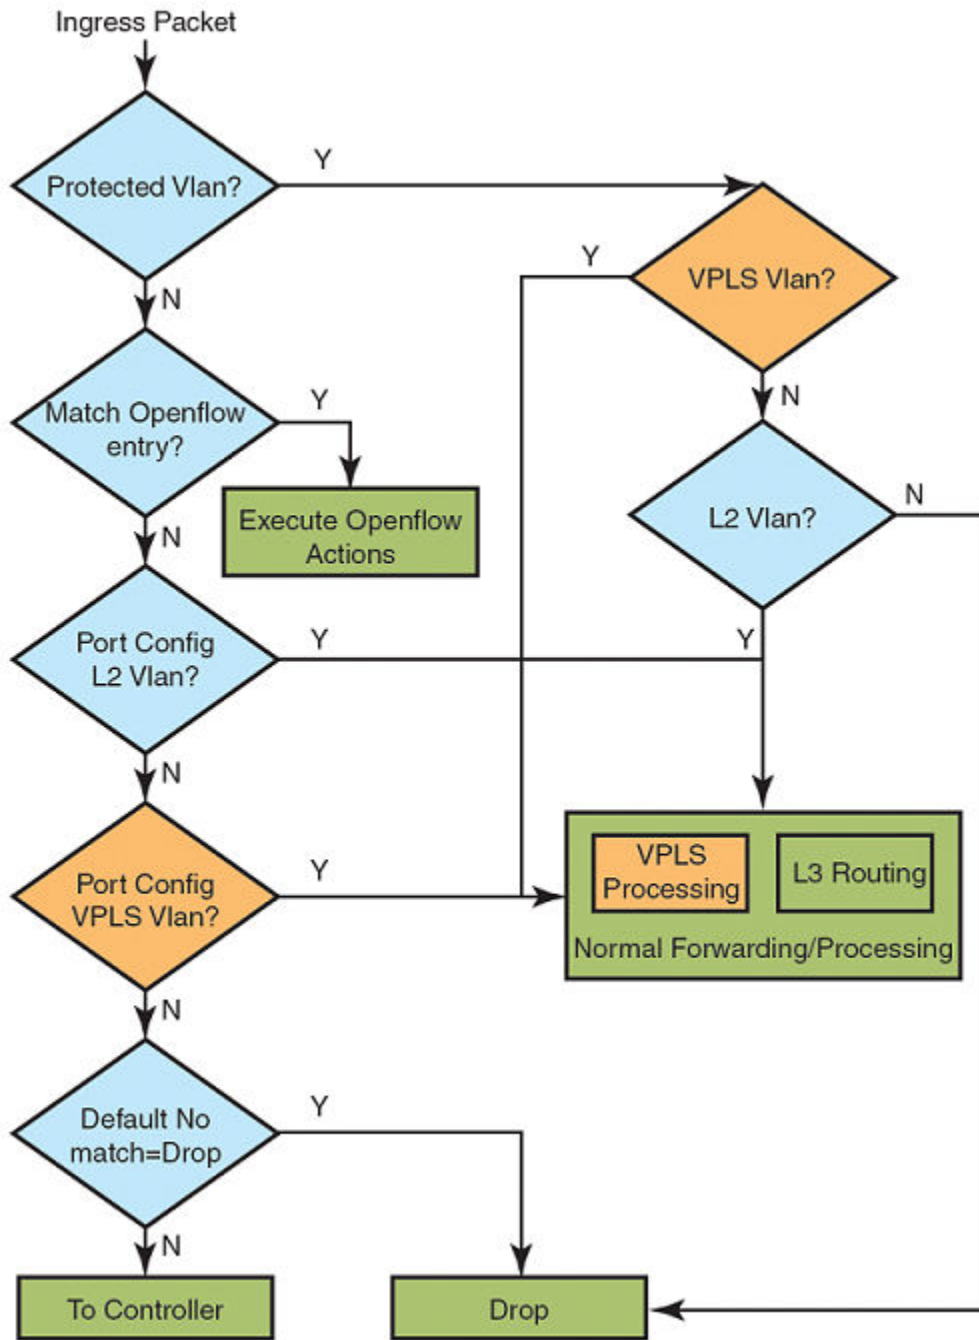 Ingress Packet
Y
Protected Vlan?
Y
VPLS Vlan?
N
Y
Match Openflow
entry?
N
Execute Openflow
Actions
N
L2 Vlan?
N
Port Config
L2 Vlan?
Y
Y
N
Port Config
VPLS Vlan?
Y
VPLS
Processing
L3 Routing
Normal Forwarding/Processing
N
Default No
match=Drop
Y
N
To Controller
Drop